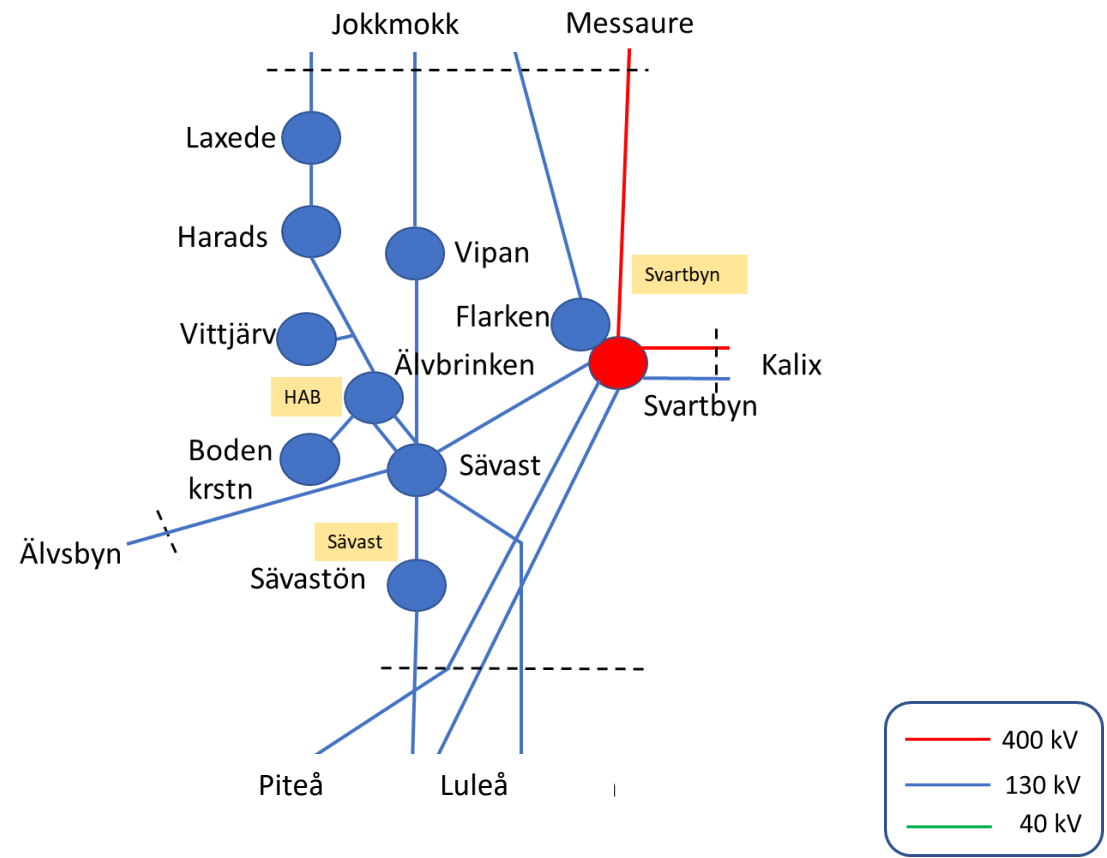 Jokkmokk
Messaure
Laxede
Harads
Vipan
Svartbyn
Flarken
Vittjärv
Älvbrinken
Kalix
HAB
Svartbyn
Boden
krstn
Sävast
Sävast
Älvsbyn
Sävastön
Piteå
Luleå
400 kV
130 kV
40 kV